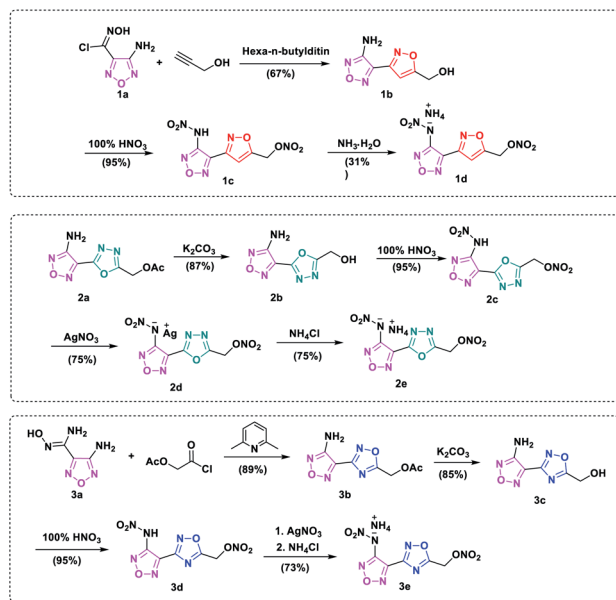 NOH
Cl NH₂
N O N
1a
+
OH
Hexa-n-butylditin
(67%)
NH₂
N O
N O N
OH
1b
100% HNO₃
(95%)
O₂N NH
N O
N O N
ONO₂
1c
NH₃·H₂O
(31%
)
+
NH₄
O₂N N −
N O
N O N
ONO₂
1d
NH₂
N N
O
N O N
OAc
2a
K₂CO₃
(87%)
NH₂
O
N N
N O N
OH
2b
100% HNO₃
(95%)
O₂N
NH
O
N N
N O N
ONO₂
2c
AgNO₃
(75%)
O₂N − +
N Ag
N N
O
N O N
ONO₂
2d
NH₄Cl
(75%)
O₂N − +
N NH₄
N N
O
N O N
ONO₂
2e
HO NH₂
N NH₂
N O N
3a
+
AcO O
Cl
N
(89%)
NH₂
N O
N
N O N
OAc
3b
K₂CO₃
(85%)
NH₂
N O
N
N O N
OH
3c
100% HNO₃
(95%)
O₂N NH
N O
N
N O N
ONO₂
3d
1. AgNO₃
2. NH₄Cl
(73%)
+
NH₄
O₂N N −
N O
N
N O N
ONO₂
3e